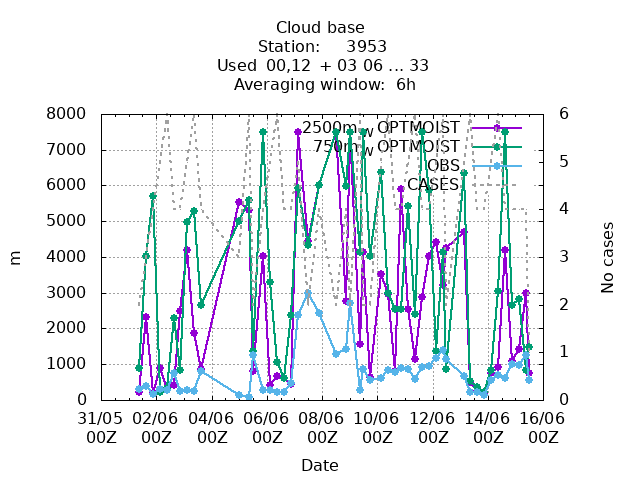 Cloud base
Station: 3953
Used 00,12 + 03 06 ... 33
Averaging window: 6h
8000
7000
6000
5000
4000
3000
2000
1000
0
6
5
4
3
2
1
0
2500m_w OPTMOIST
750m_w OPTMOIST
OBS
CASES
m
No cases
31/05 02/06 04/06 06/06 08/06 10/06 12/06 14/06 16/06
00Z 00Z 00Z 00Z 00Z 00Z 00Z 00Z 00Z
Date